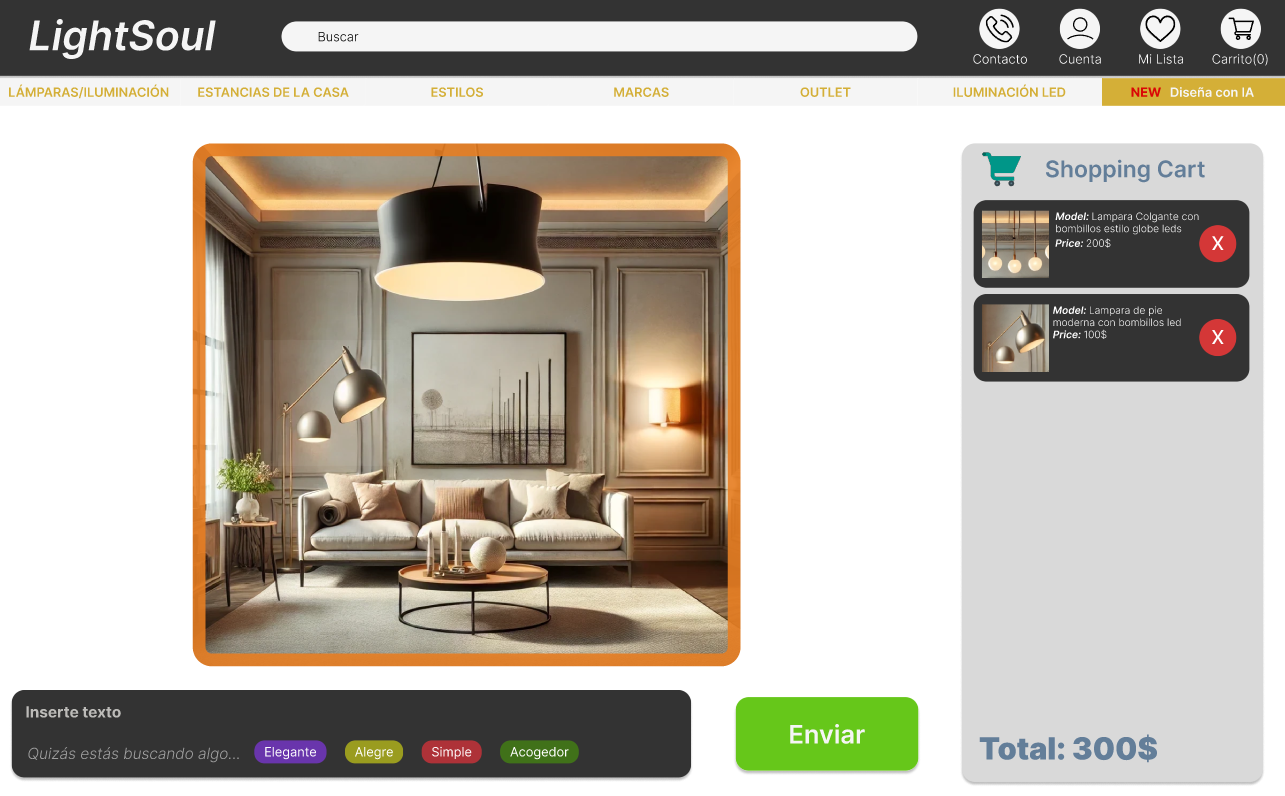 LightSoul
Buscar
Contacto
Cuenta
Mi Lista
Carrito(0)
LÁMPARAS/ILUMINACIÓN
ESTANCIAS DE LA CASA
ESTILOS
MARCAS
OUTLET
ILUMINACIÓN LED
NEW Diseña con IA
Shopping Cart
Model: Lampara Colgante con
bombillos estilo globe leds
Price: 200$
X
Model: Lampara de pie
moderna con bombillos led
Price: 100$
X
Total: 300$
Inserte texto
Quizás estás buscando algo...
Elegante
Alegre
Simple
Acogedor
Enviar